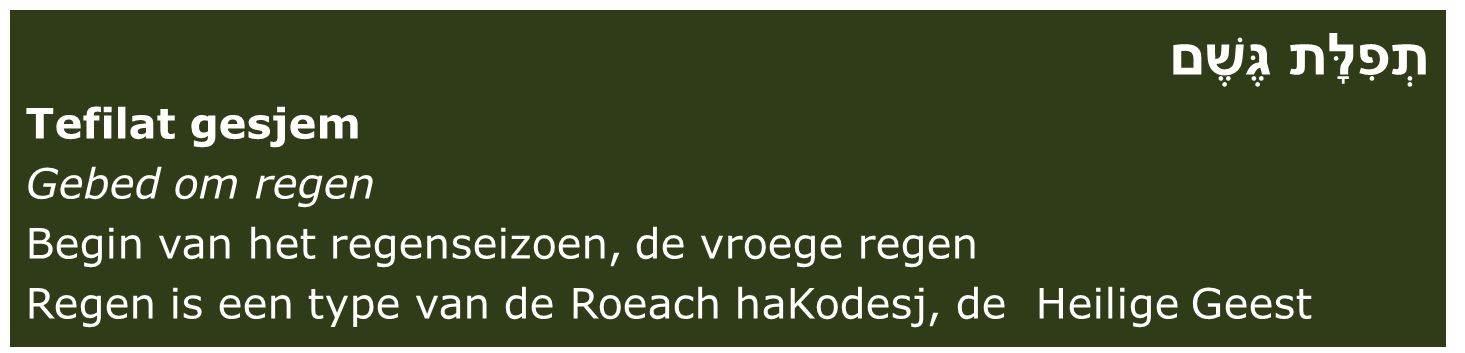 תְּפִלָּת גֶּשֶׁם
Tefilat gesjem
Gebed om regen
Begin van het regenseizoen, de vroege regen
Regen is een type van de Roeach haKodesj, de  Heilige Geest